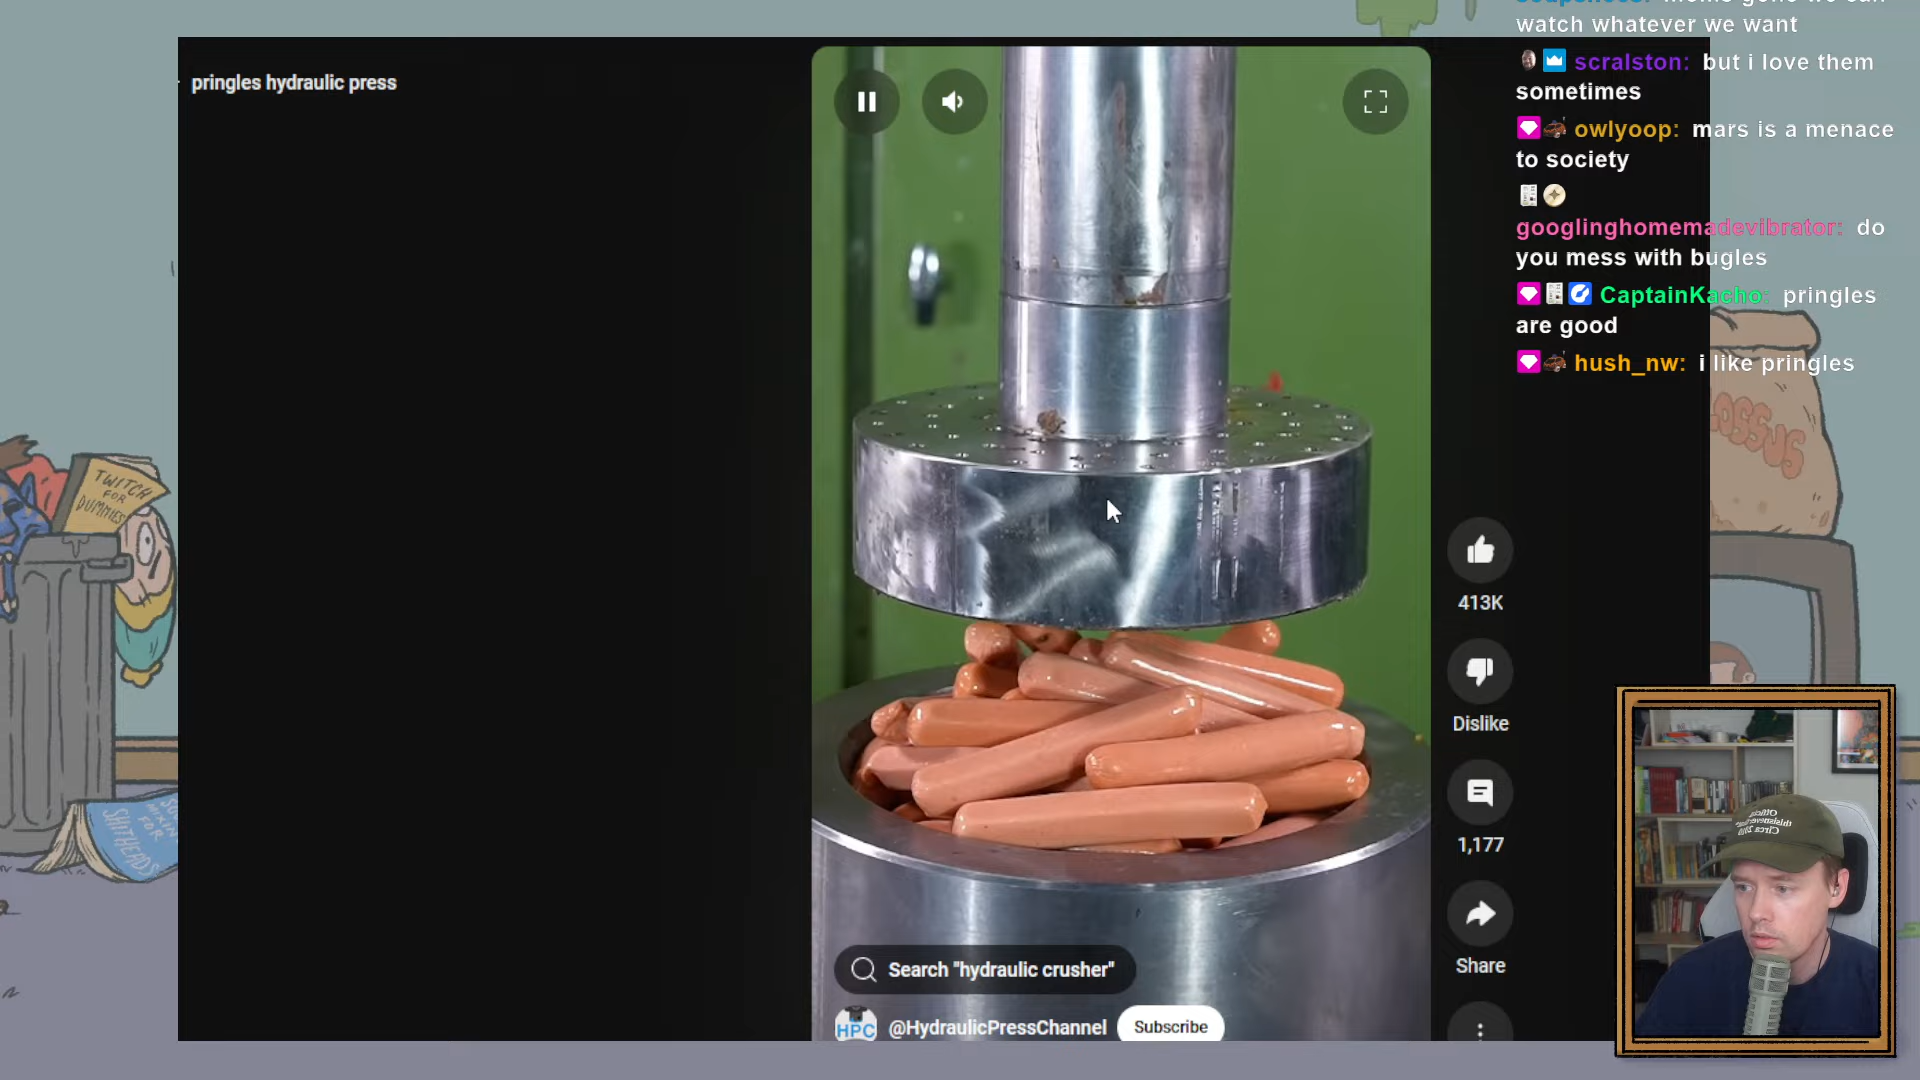 watch whatever we want
pringles hydraulic press
scralston: but i love them
sometimes
owlyoop: mars is a menace
to society
googlinghomemadevibrator: do
you mess with bugles
CaptainKacho: pringles
are good
hush_nw: i like pringles
TWITCH
FOR
DUMMIES
413K
Dislike
1,177
Share
FOR
SHITHEADS
Search "hydraulic crusher"
HPC
@HydraulicPressChannel
Subscribe